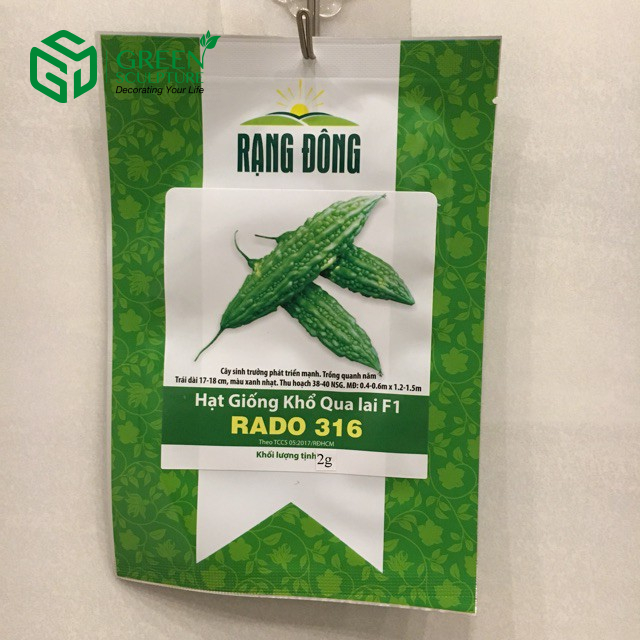 GREEN
SCULPTURE
Decorating Your Life
RẠNG ĐÔNG
Cây sinh trưởng phát triển mạnh. Trồng quanh năm
Trái dài 17-18 cm, màu xanh nhạt. Thu hoạch 38-40 NSG. MĐ: 0.4-0.6m x 1.2-1.5m
Hạt Giống Khổ Qua lai F1
RADO 316
Theo TCCS 05:2017/RĐHCM
Khối lượng tịnh 2g